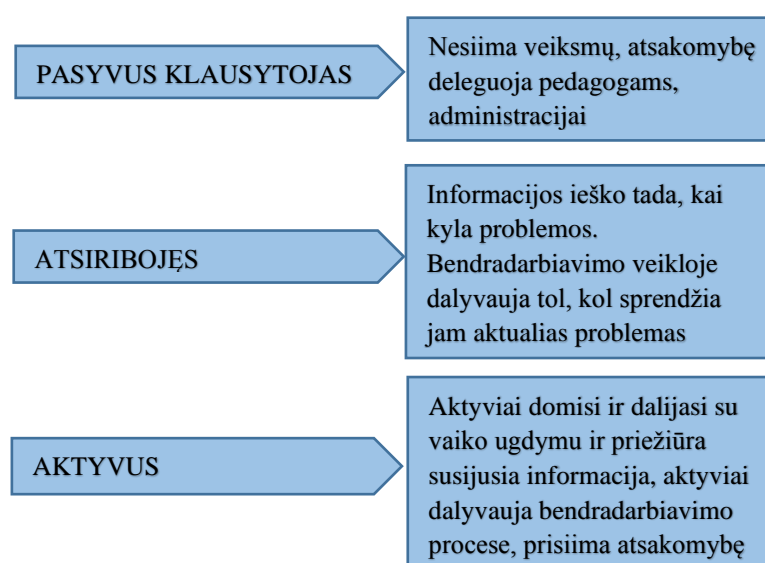 PASYVUS KLAUSYTOJAS
Nesiima veiksmų, atsakomybę
deleguoja pedagogams,
administracijai
ATSIRIBOJĘS
Informacijos ieško tada, kai
kyla problemos.
Bendradarbiavimo veikloje
dalyvauja tol, kol sprendžia
jam aktualias problemas
AKTYVUS
Aktyviai domisi ir dalijasi su
vaiko ugdymu ir priežiūra
susijusia informacija, aktyviai
dalyvauja bendradarbiavimo
procese, prisiima atsakomybę